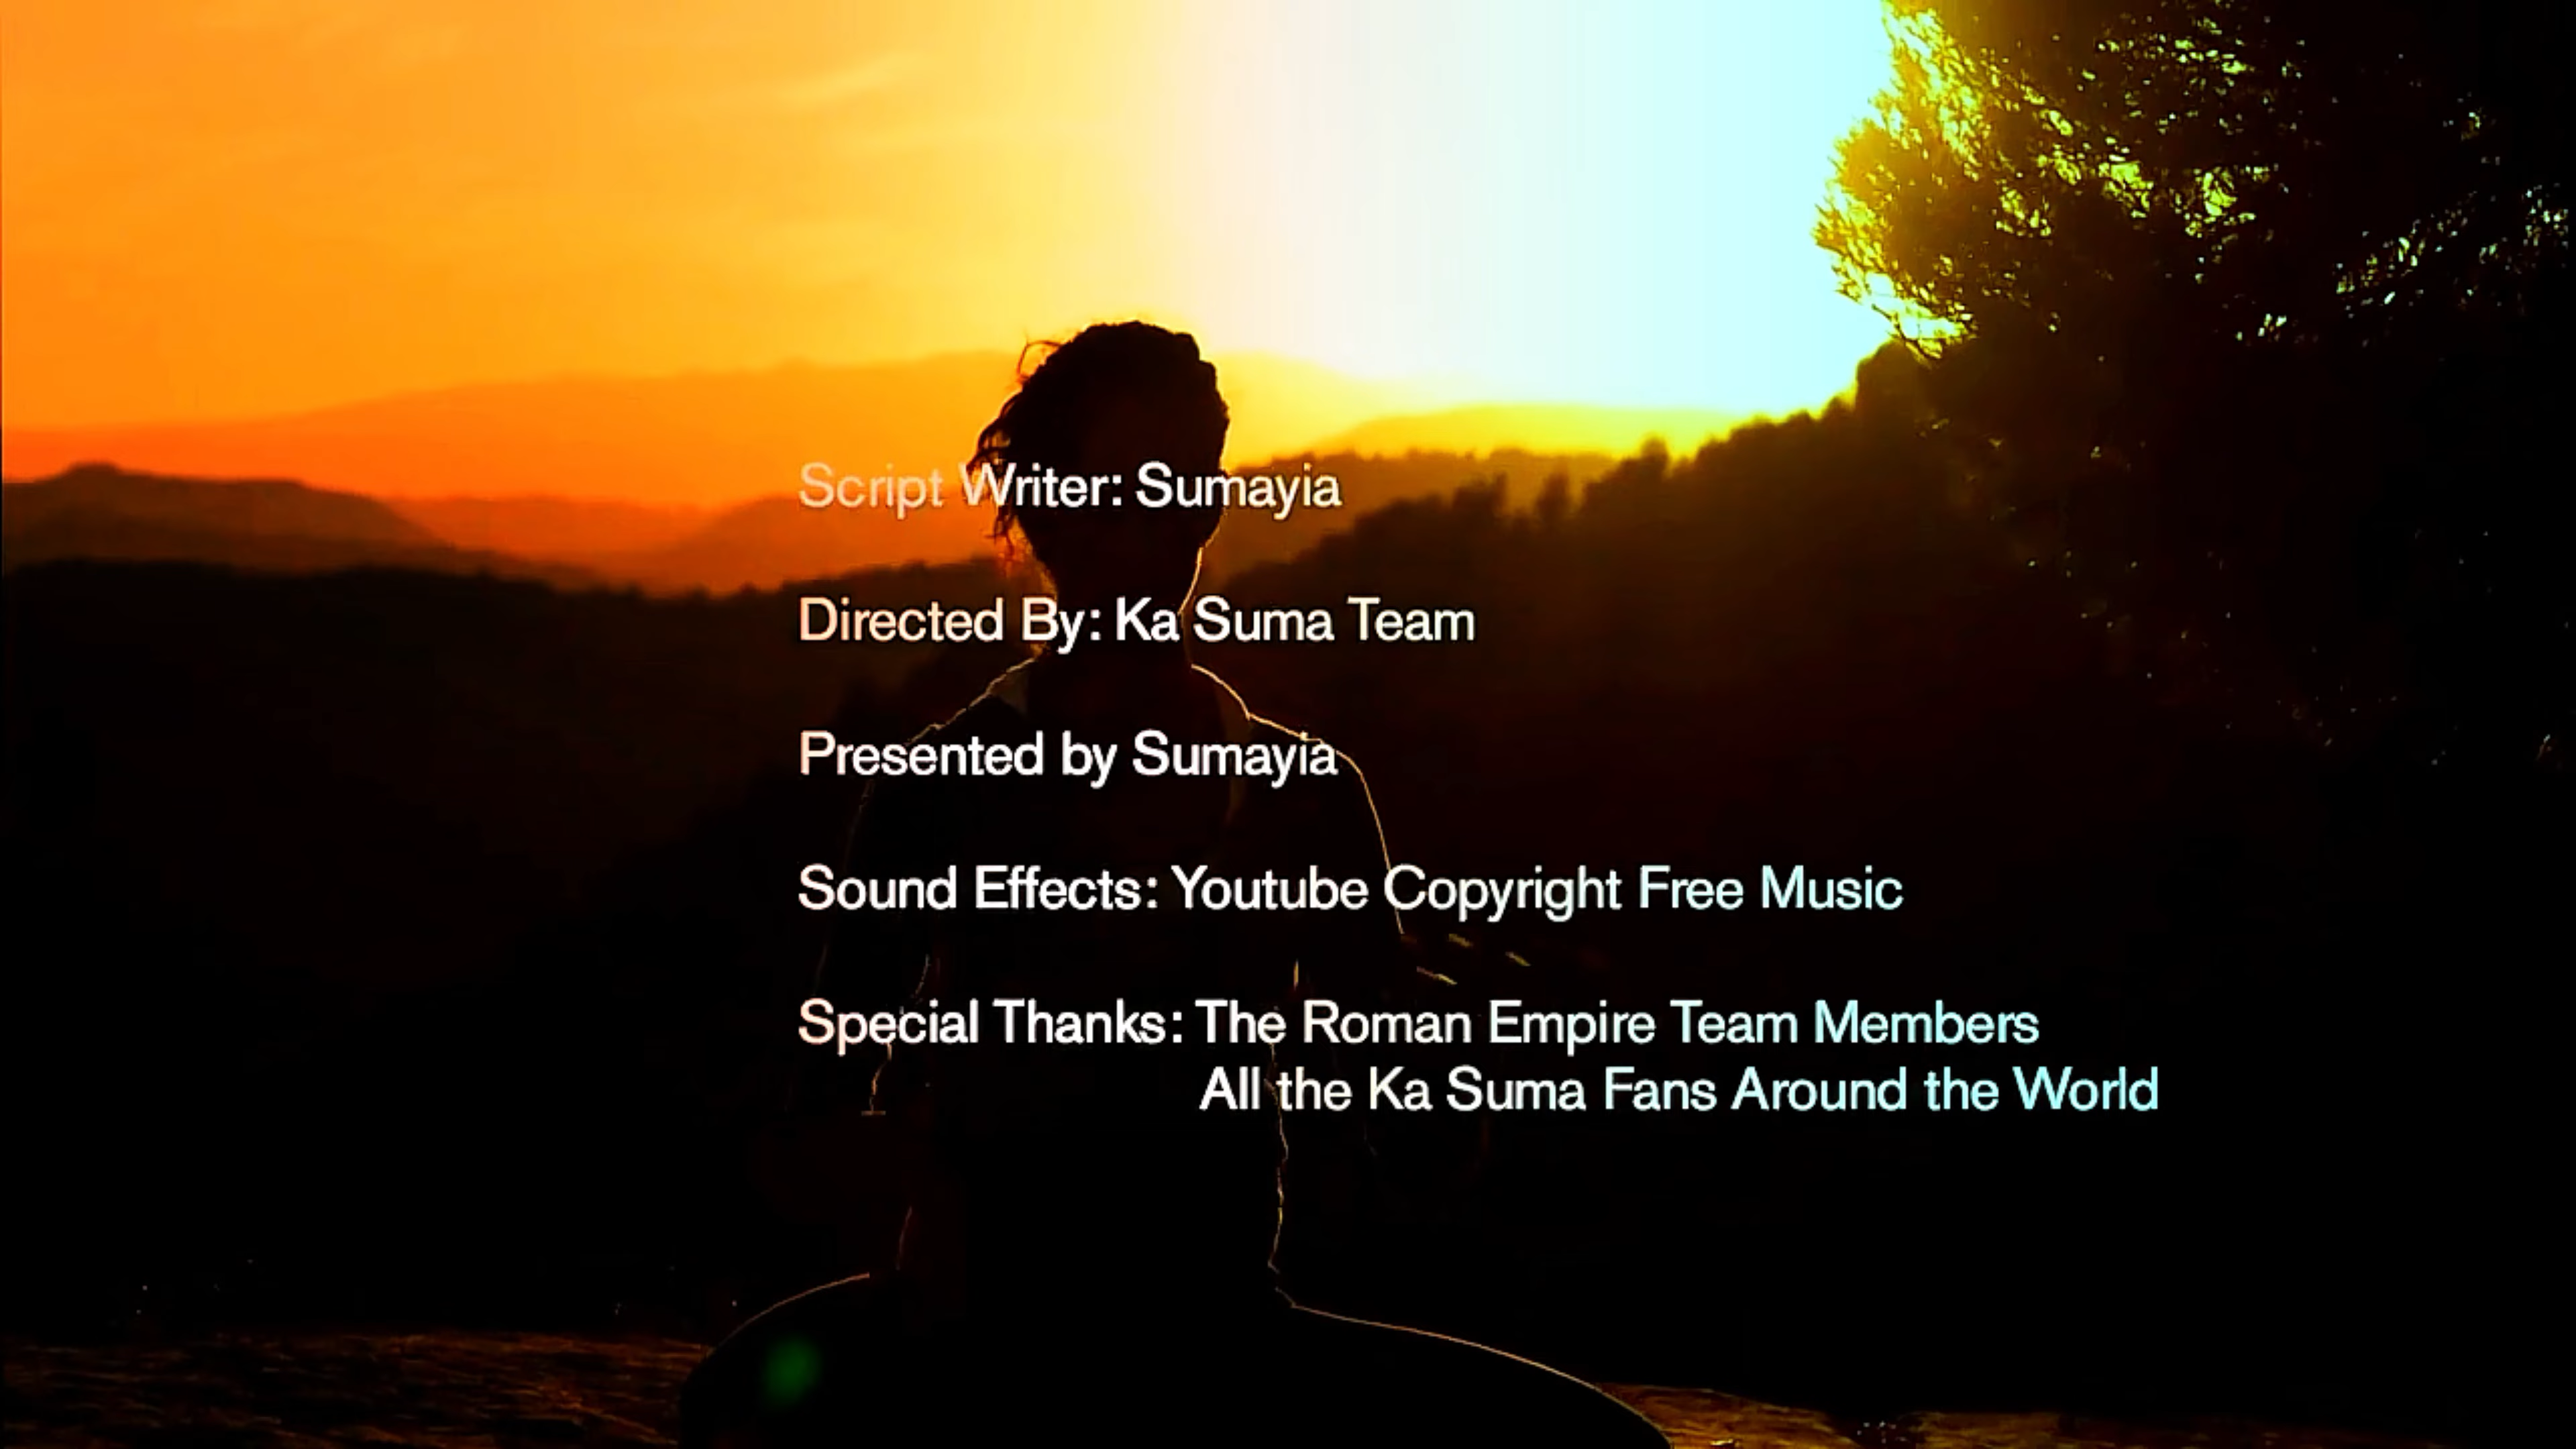 Script Writer: Sumayia
Directed By: Ka Suma Team
Presented by Sumayia
Sound Effects: Youtube Copyright Free Music
Special Thanks: The Roman Empire Team Members
All the Ka Suma Fans Around the World